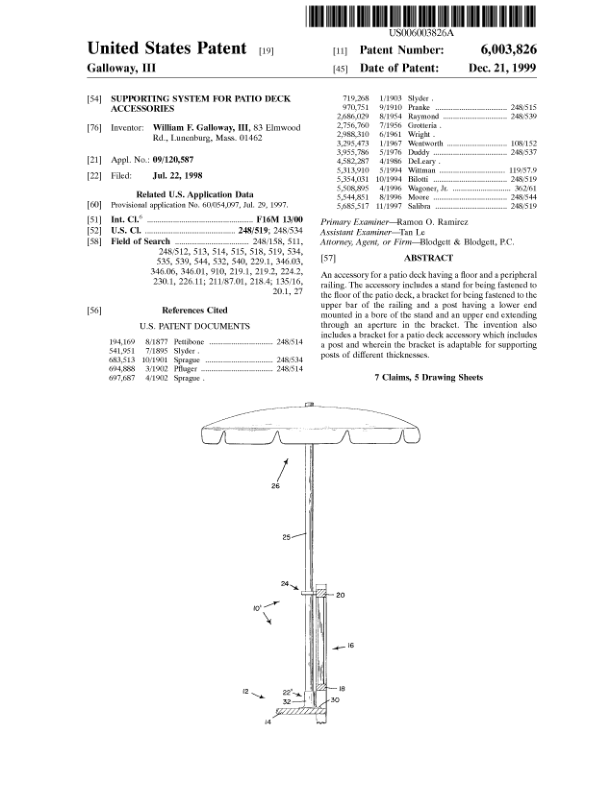 US006003826A
United States Patent [19]
Galloway, III
[11] Patent Number: 6,003,826
[45] Date of Patent: Dec. 21, 1999
[54] SUPPORTING SYSTEM FOR PATIO DECK
ACCESSORIES
[76] Inventor: William F. Galloway, III, 83 Elmwood
Rd., Lunenburg, Mass. 01462
[21] Appl. No.: 09/120,587
[22] Filed: Jul. 22, 1998
Related U.S. Application Data
[60] Provisional application No. 60/054,097, Jul. 29, 1997.
[51] Int. Cl.6 ........ F16M 13/00
[52] U.S. Cl. ........ 248/519; 248/534
[58] Field of Search ........ 248/158, 511,
248/512, 513, 514, 515, 518, 519, 534,
535, 539, 544, 532, 540, 229.1, 346.03,
346.06, 346.01, 910, 219.1, 219.2, 224.2,
230.1, 226.11; 211/87.01, 218.4; 135/16,
20.1, 27
[56] References Cited
U.S. PATENT DOCUMENTS
194,169 8/1877 Pettibone ........ 248/514
541,951 7/1895 Slyder .
683,513 10/1901 Sprague ........ 248/534
694,888 3/1902 Pfluger ........ 248/514
697,687 4/1902 Sprague .
719,268 1/1903 Slyder .
970,751 9/1910 Pranke ........ 248/515
2,686,029 8/1954 Raymond ........ 248/539
2,756,760 7/1956 Grotteria .
2,988,310 6/1961 Wright .
3,295,473 1/1967 Wentworth ........ 108/152
3,955,786 5/1976 Duddy ........ 248/537
4,582,287 4/1986 DeLeary .
5,313,910 5/1994 Wittman ........ 119/57.9
5,354,031 10/1994 Bilotti ........ 248/519
5,508,895 4/1996 Wagoner, Jr. ........ 362/61
5,544,851 8/1996 Moore ........ 248/544
5,685,517 11/1997 Salibra ........ 248/519
Primary Examiner—Ramon O. Ramirez
Assistant Examiner—Tan Le
Attorney, Agent, or Firm—Blodgett & Blodgett, P.C.
[57] ABSTRACT
An accessory for a patio deck having a floor and a peripheral
railing. The accessory includes a stand for being fastened to
the floor of the patio deck, a bracket for being fastened to the
upper bar of the railing and a post having a lower end
mounted in a bore of the stand and an upper end extending
through an aperture in the bracket. The invention also
includes a bracket for a patio deck accessory which includes
a post and wherein the bracket is adaptable for supporting
posts of different thicknesses.
7 Claims, 5 Drawing Sheets
26
25
24
20
10'
16
12
22'
18
32
30
14